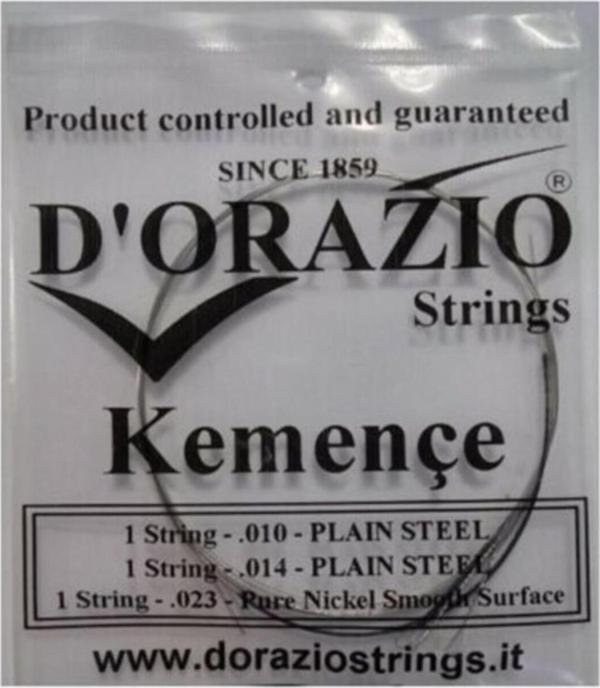 Product controlled and guaranteed
SINCE 1859
D'ORAZIO ®
Strings
Kemençe
1 String - .010 - PLAIN STEEL
1 String - .014 - PLAIN STEEL
1 String - .023 - Pure Nickel Smooth Surface
www.doraziostrings.it